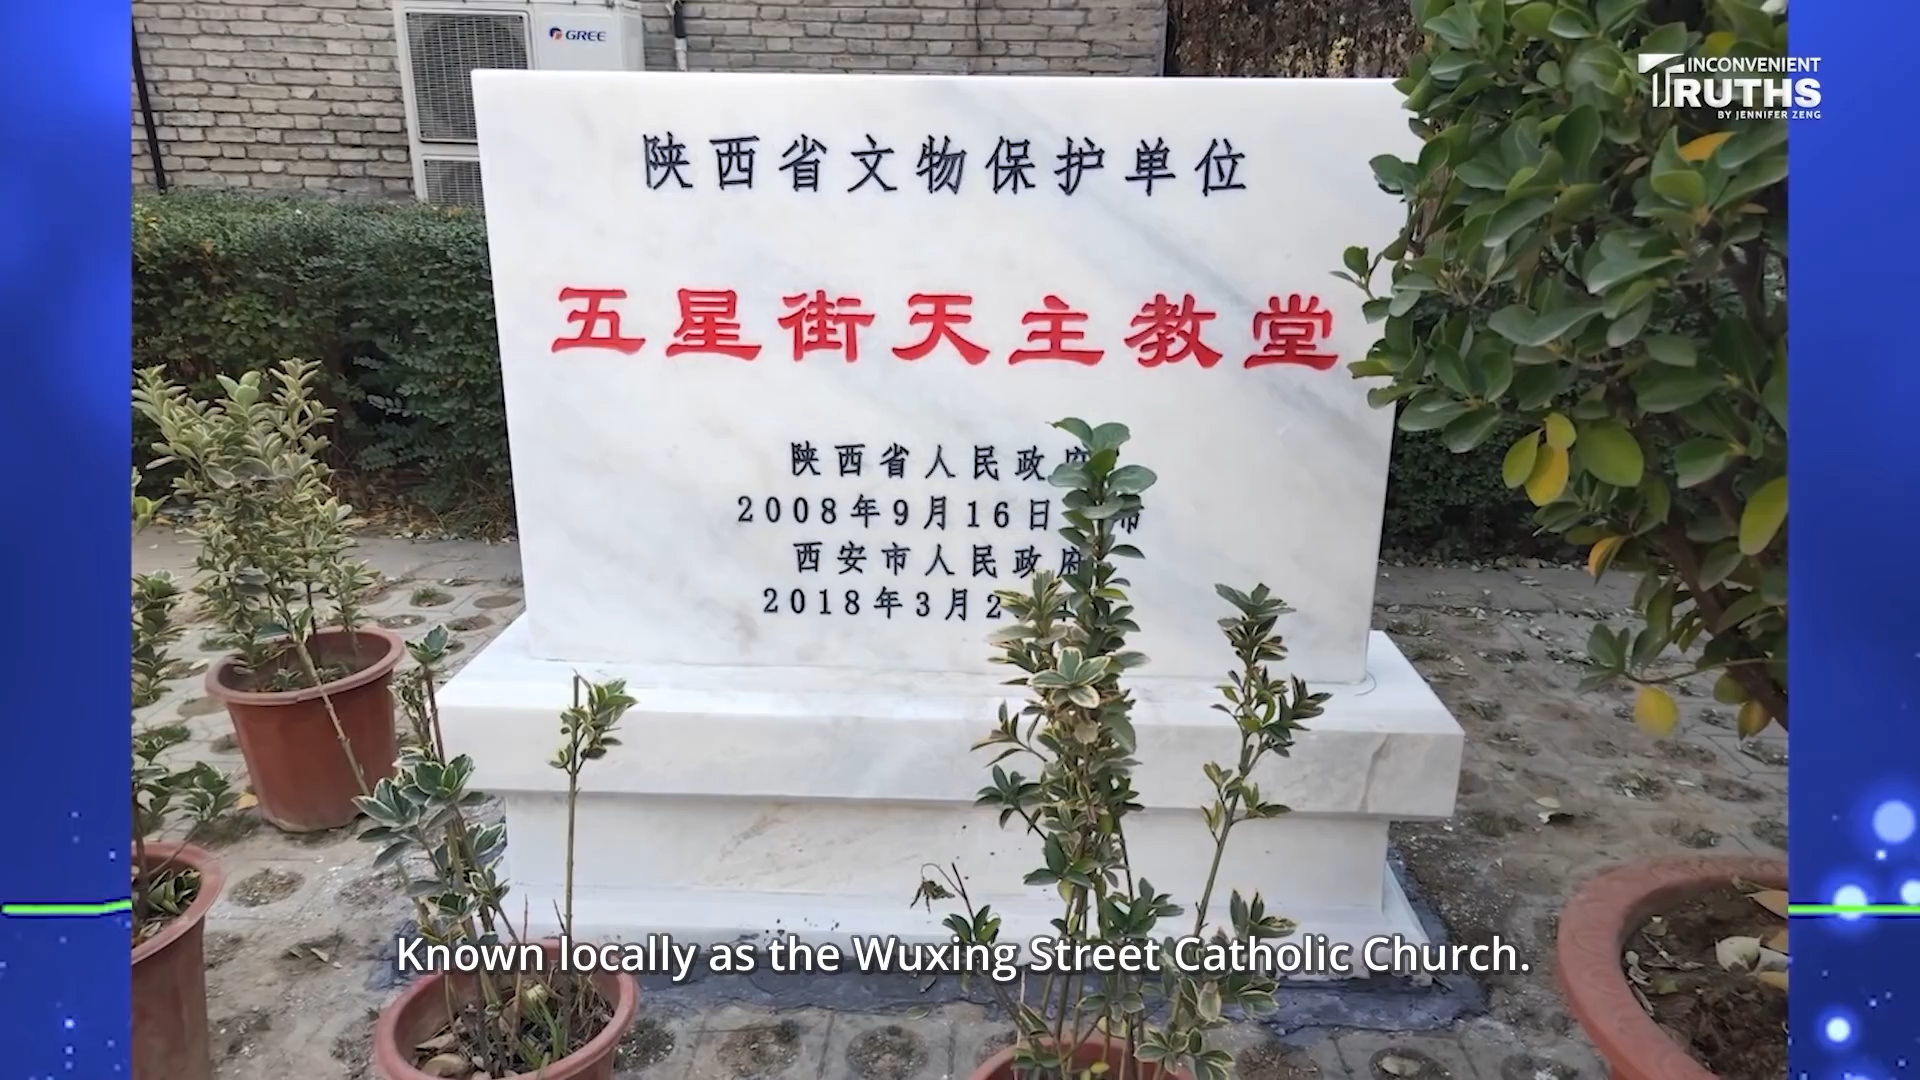 GREE
INCONVENIENT
TRUTHS
BY JENNIFER ZENG
陕西省文物保护单位
五星街天主教堂
陕西省人民政府
2008年9月16日 布
西安市人民政府
2018年3月2
Known locally as the Wuxing Street Catholic Church.